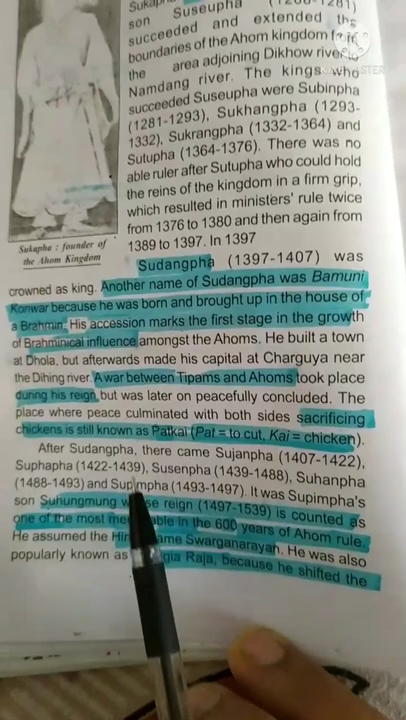 Sukapha (1268-1281)
son Suseupha
succeeded and extended the
boundaries of the Ahom kingdom from
the area adjoining Dikhow river to
Namdang river. The kings who
succeeded Suseupha were Subinpha
(1281-1293), Sukhangpha (1293-
1332), Sukrangpha (1332-1364) and
Sutupha (1364-1376). There was no
able ruler after Sutupha who could hold
the reins of the kingdom in a firm grip,
which resulted in ministers' rule twice
from 1376 to 1380 and then again from
1389 to 1397. In 1397
Sukapha : founder of
the Ahom Kingdom
Sudangpha (1397-1407) was
crowned as king. Another name of Sudangpha was Bamuni
Konwar because he was born and brought up in the house of
a Brahmin. His accession marks the first stage in the growth
of Brahminical influence amongst the Ahoms. He built a town
at Dhola, but afterwards made his capital at Charguya near
the Dihing river. A war between Tipams and Ahoms took place
during his reign but was later on peacefully concluded. The
place where peace culminated with both sides sacrificing
chickens is still known as Patkai (Pat = to cut, Kai = chicken).
After Sudangpha, there came Sujanpha (1407-1422),
Suphapha (1422-1439), Susenpha (1439-1488), Suhanpha
(1488-1493) and Supimpha (1493-1497). It was Supimpha's
son Suhungmung whose reign (1497-1539) is counted as
one of the most memorable in the 600 years of Ahom rule.
He assumed the Hindu name Swarganarayan. He was also
popularly known as Raja, because he shifted the